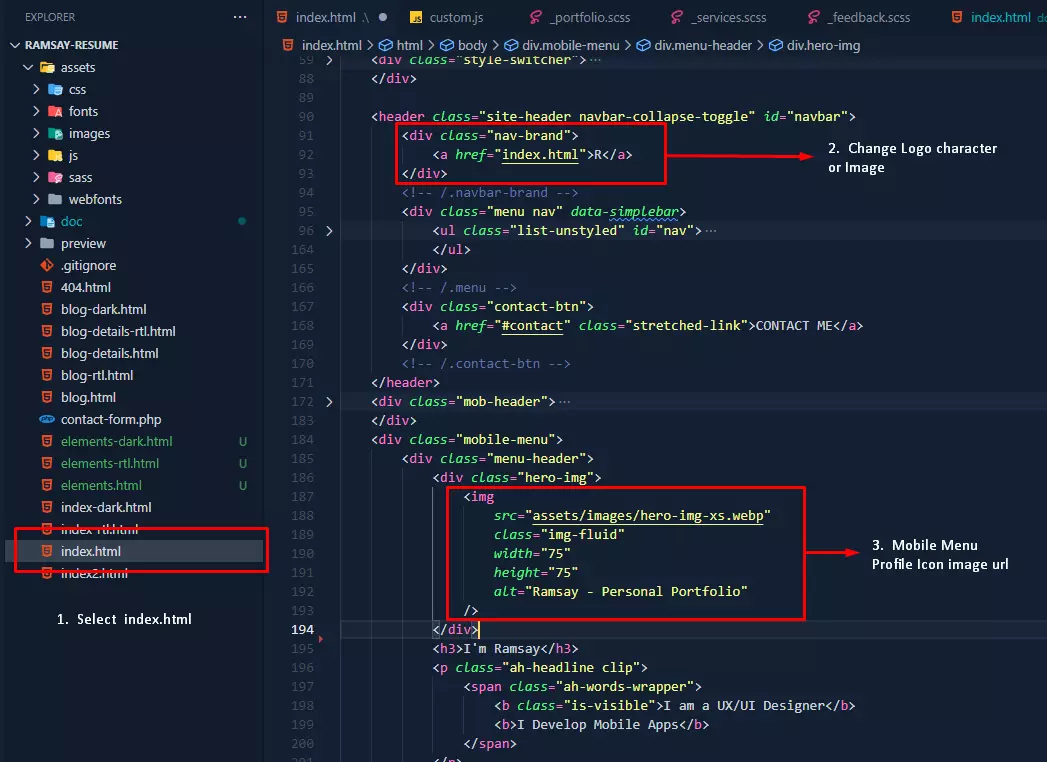 EXPLORER ···
RAMSAY-RESUME
assets
css
fonts
images
js
sass
webfonts
doc
preview
.gitignore
404.html
blog-dark.html
blog-details-rtl.html
blog-details.html
blog-rtl.html
blog.html
contact-form.php
elements-dark.html U
elements-rtl.html U
elements.html U
index-dark.html
index-rtl.html
index.html
index2.html
1. Select index.html
index.html .\ ● JS custom.js _portfolio.scss _services.scss _feedback.scss index.html do
index.html > html > body > div.mobile-menu > div.menu-header > div.hero-img
59 <div class="style-switcher">···
88 </div>
89
90 <header class="site-header navbar-collapse-toggle" id="navbar">
91 <div class="nav-brand">
92 <a href="index.html">R</a>
93 </div>
2. Change Logo character
or Image
94 <!-- /.navbar-brand -->
95 <div class="menu nav" data-simplebar>
96 <ul class="list-unstyled" id="nav">···
164 </ul>
165 </div>
166 <!-- /.menu -->
167 <div class="contact-btn">
168 <a href="#contact" class="stretched-link">CONTACT ME</a>
169 </div>
170 <!-- /.contact-btn -->
171 </header>
172 <div class="mob-header">···
183 </div>
184 <div class="mobile-menu">
185 <div class="menu-header">
186 <div class="hero-img">
187 <img
188 src="assets/images/hero-img-xs.webp"
189 class="img-fluid"
190 width="75"
191 height="75"
192 alt="Ramsay - Personal Portfolio"
193 />
3. Mobile Menu
Profile Icon image url
194 </div>
195 <h3>I'm Ramsay</h3>
196 <p class="ah-headline clip">
197 <span class="ah-words-wrapper">
198 <b class="is-visible">I am a UX/UI Designer</b>
199 <b>I Develop Mobile Apps</b>
200 </span>
201 </p>